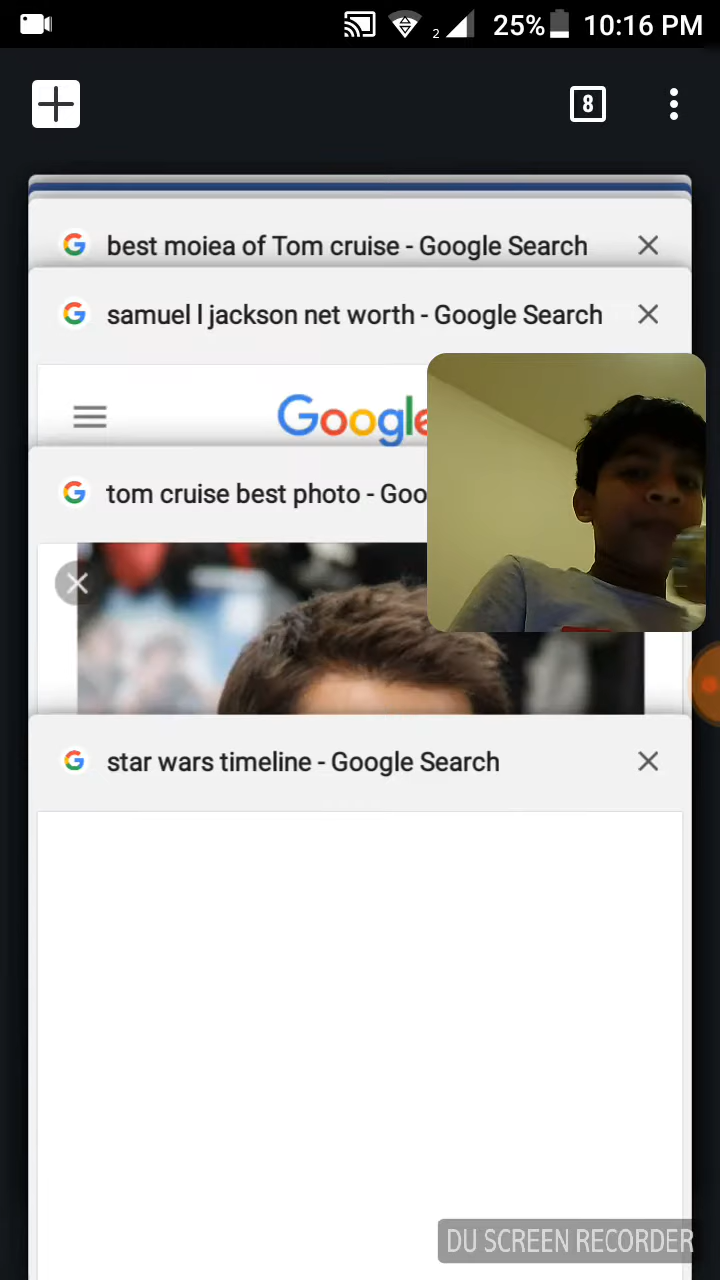 2 25% 10:16 PM
8
best moiea of Tom cruise - Google Search
samuel l jackson net worth - Google Search
Google
tom cruise best photo - Goo
star wars timeline - Google Search
DU SCREEN RECORDER